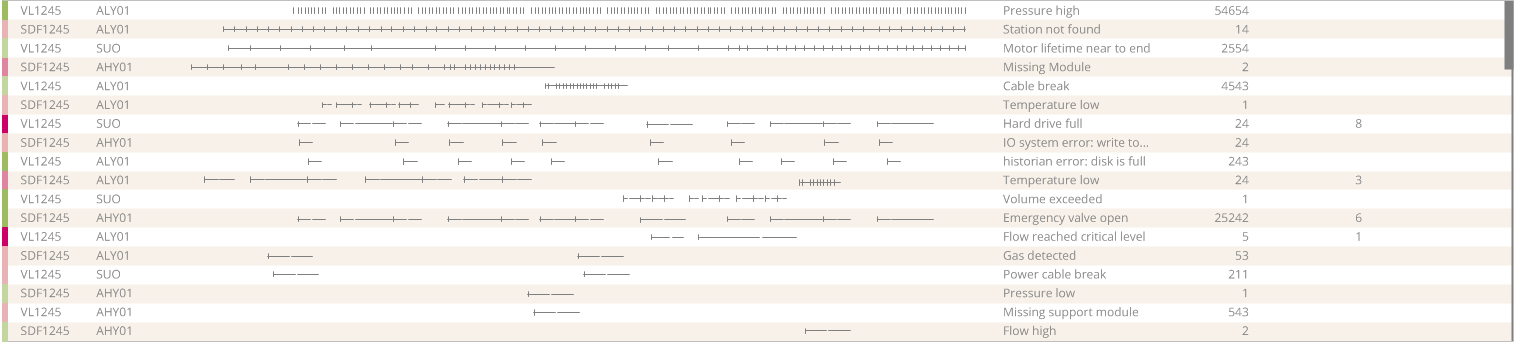 VL1245 ALY01 Pressure high 54654
SDF1245 ALY01 Station not found 14
VL1245 SUO Motor lifetime near to end 2554
SDF1245 AHY01 Missing Module 2
VL1245 ALY01 Cable break 4543
SDF1245 ALY01 Temperature low 1
VL1245 SUO Hard drive full 24 8
SDF1245 AHY01 IO system error: write to... 24
VL1245 ALY01 historian error: disk is full 243
SDF1245 ALY01 Temperature low 24 3
VL1245 SUO Volume exceeded 1
SDF1245 AHY01 Emergency valve open 25242 6
VL1245 ALY01 Flow reached critical level 5 1
SDF1245 ALY01 Gas detected 53
VL1245 SUO Power cable break 211
SDF1245 AHY01 Pressure low 1
VL1245 AHY01 Missing support module 543
SDF1245 AHY01 Flow high 2